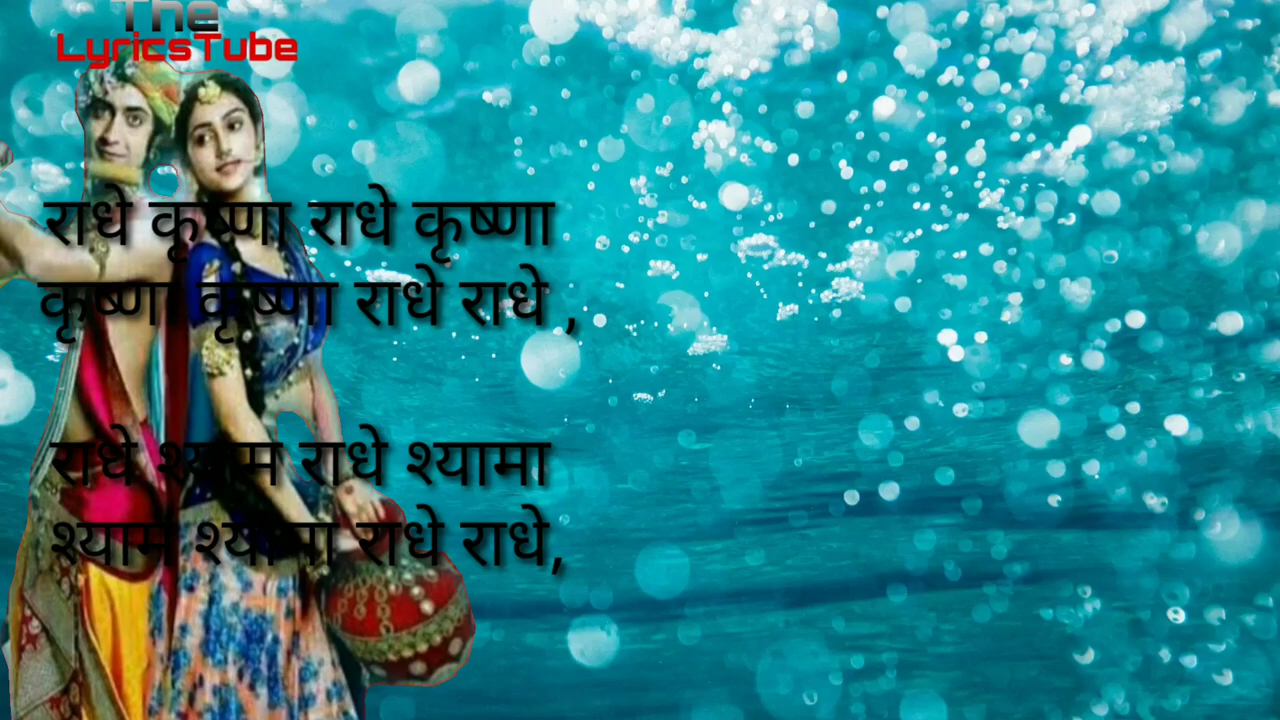 The
LyricsTube
राधे कृष्णा राधे कृष्णा
कृष्णा कृष्णा राधे राधे ,
राधे श्याम राधे श्यामा
श्याम श्यामा राधे राधे,